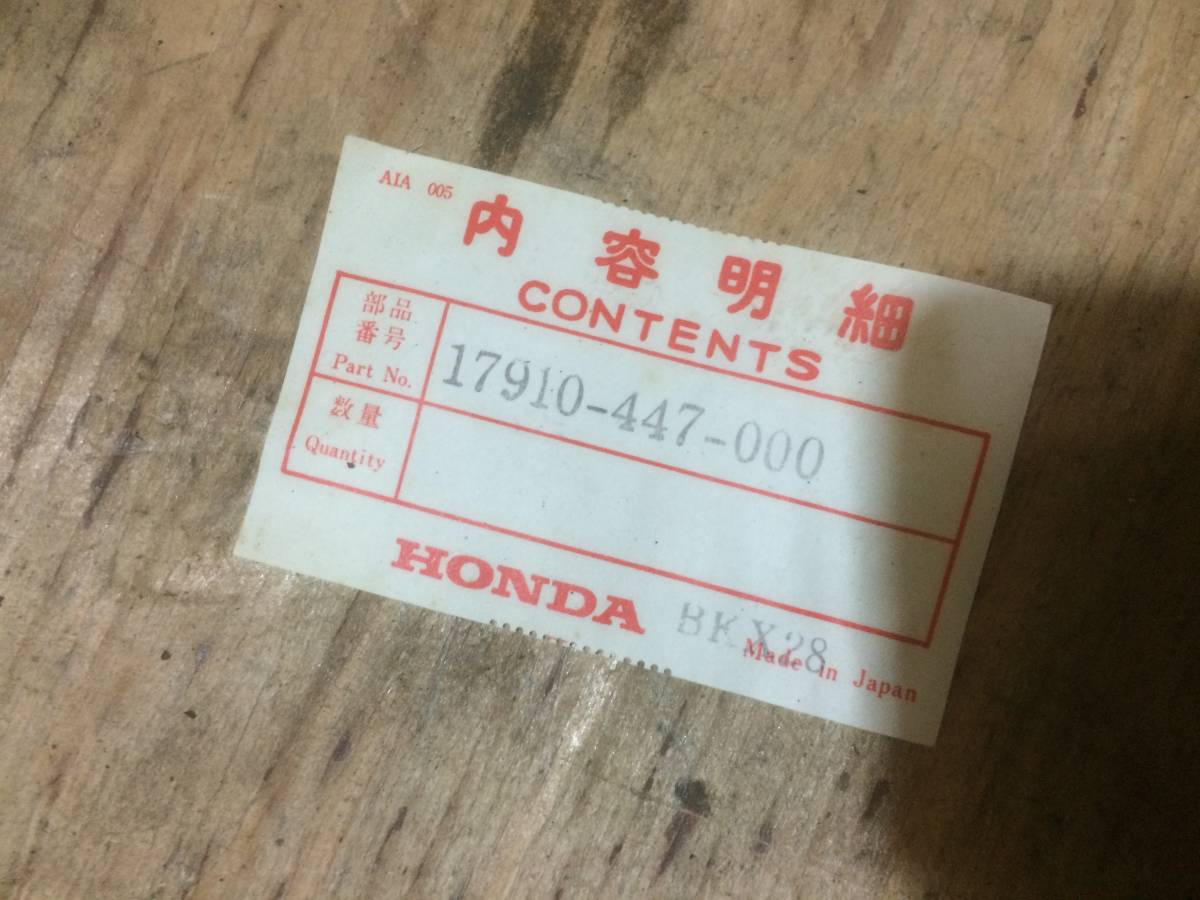 AIA 005
内容明細
CONTENTS
部品
番号
Part No.
17910-447-000
数量
Quantity
HONDA
BKX28
Made in Japan